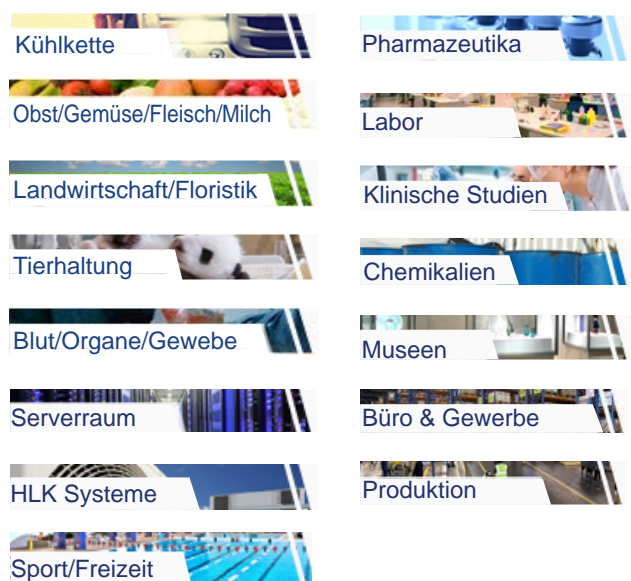 Kühlkette
Obst/Gemüse/Fleisch/Milch
Landwirtschaft/Floristik
Tierhaltung
Blut/Organe/Gewebe
Serverraum
HLK Systeme
Sport/Freizeit
Pharmazeutika
Labor
Klinische Studien
Chemikalien
Museen
Büro & Gewerbe
Produktion